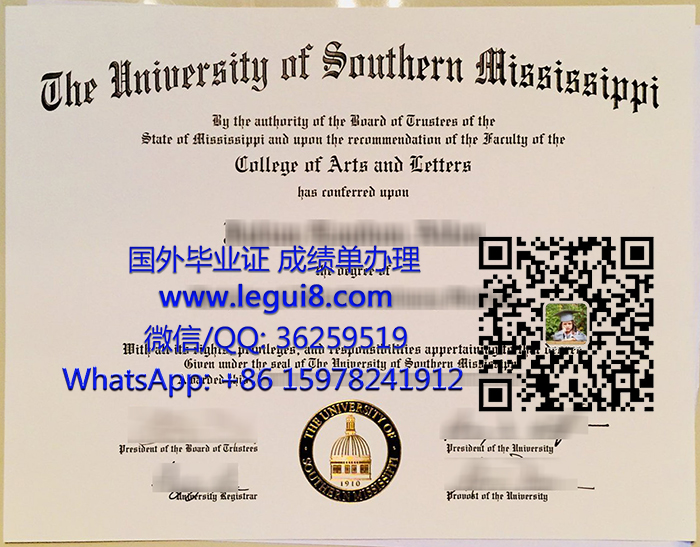 The University of Southern Mississippi
By the authority of the Board of Trustees of the
State of Mississippi and upon the recommendation of the Faculty of the
College of Arts and Letters
has conferred upon
国外毕业证 成绩单办理
the degree of
www.legui8.com
微信/QQ: 36259519
With all its rights, privileges, and responsibilities appertaining to that degree.
Given under the seal of The University of Southern Mississippi
WhatsApp: +86 15978241912
Awarded this
THE UNIVERSITY OF SOUTHERN MISSISSIPPI
1910
President of the Board of Trustees
President of the University
University Registrar
Provost of the University